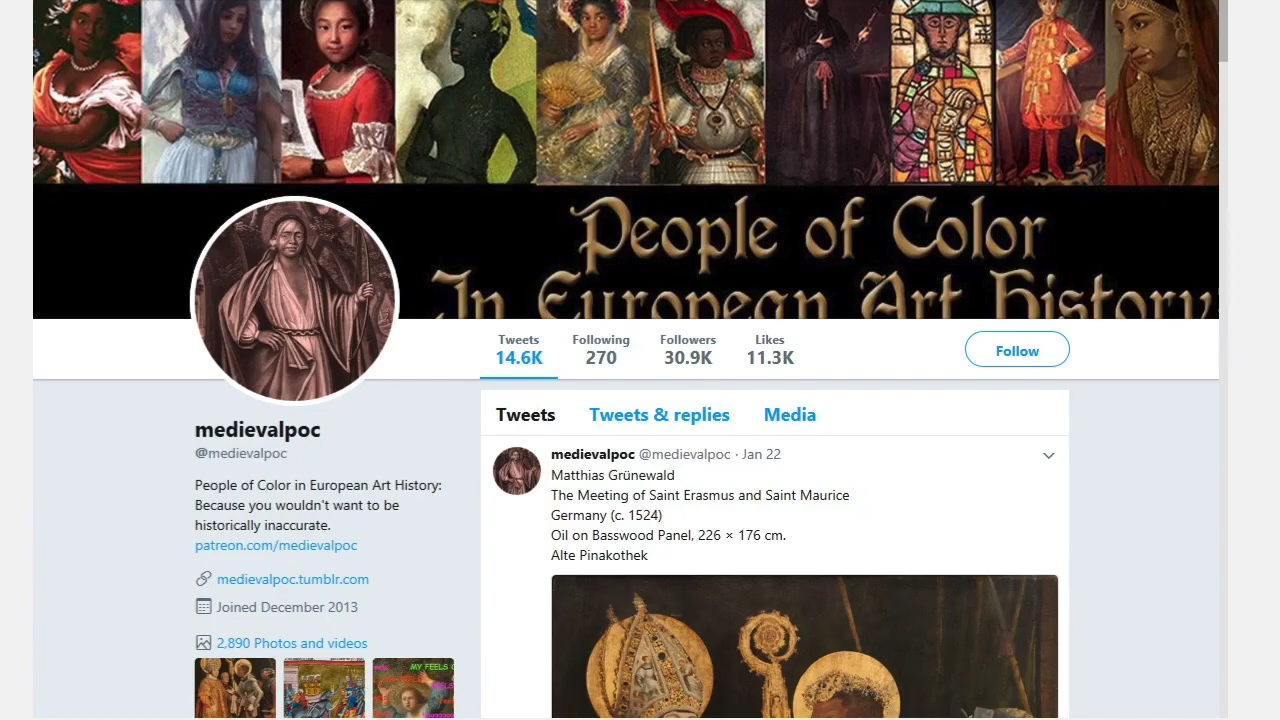 People of Color
In European Art History
Tweets
14.6K
Following
270
Followers
30.9K
Likes
11.3K
Follow
medievalpoc
@medievalpoc
People of Color in European Art History:
Because you wouldn't want to be
historically inaccurate.
patreon.com/medievalpoc
medievalpoc.tumblr.com
Joined December 2013
2,890 Photos and videos
MY FEELS
Tweets Tweets & replies Media
medievalpoc @medievalpoc · Jan 22
Matthias Grünewald
The Meeting of Saint Erasmus and Saint Maurice
Germany (c. 1524)
Oil on Basswood Panel, 226 × 176 cm.
Alte Pinakothek